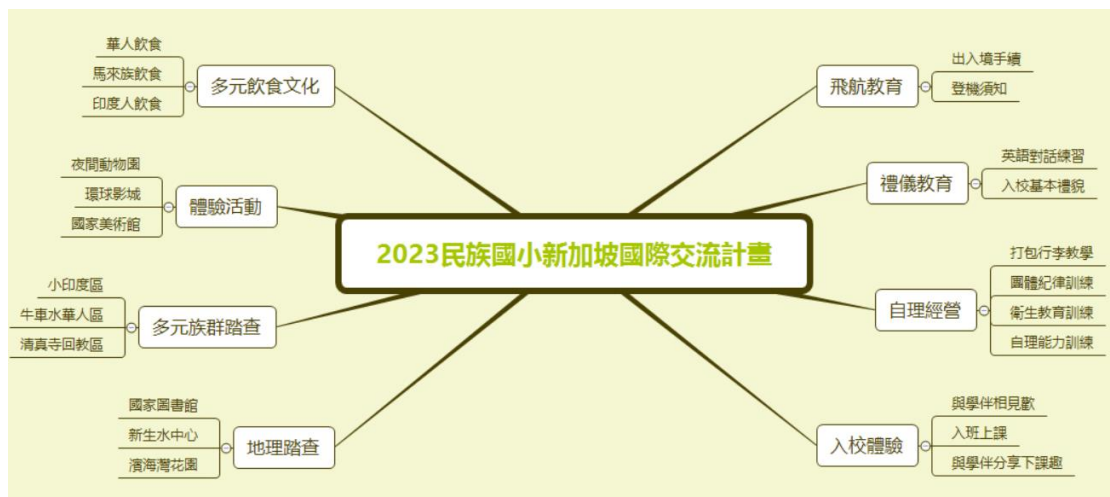 2023民族國小新加坡國際交流計畫
多元飲食文化
華人飲食
馬來族飲食
印度人飲食
體驗活動
夜間動物園
環球影城
國家美術館
多元族群踏查
小印度區
牛車水華人區
清真寺回教區
地理踏查
國家圖書館
新生水中心
濱海灣花園
飛航教育
出入境手續
登機須知
禮儀教育
英語對話練習
入校基本禮貌
自理經營
打包行李教學
團體紀律訓練
衛生教育訓練
自理能力訓練
入校體驗
與學伴相見歡
入班上課
與學伴分享下課趣